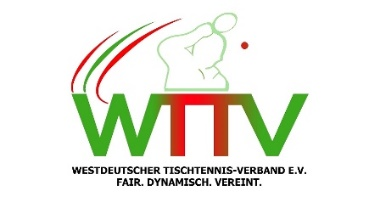 WTTV
WESTDEUTSCHER TISCHTENNIS-VERBAND E.V.
FAIR. DYNAMISCH. VEREINT.